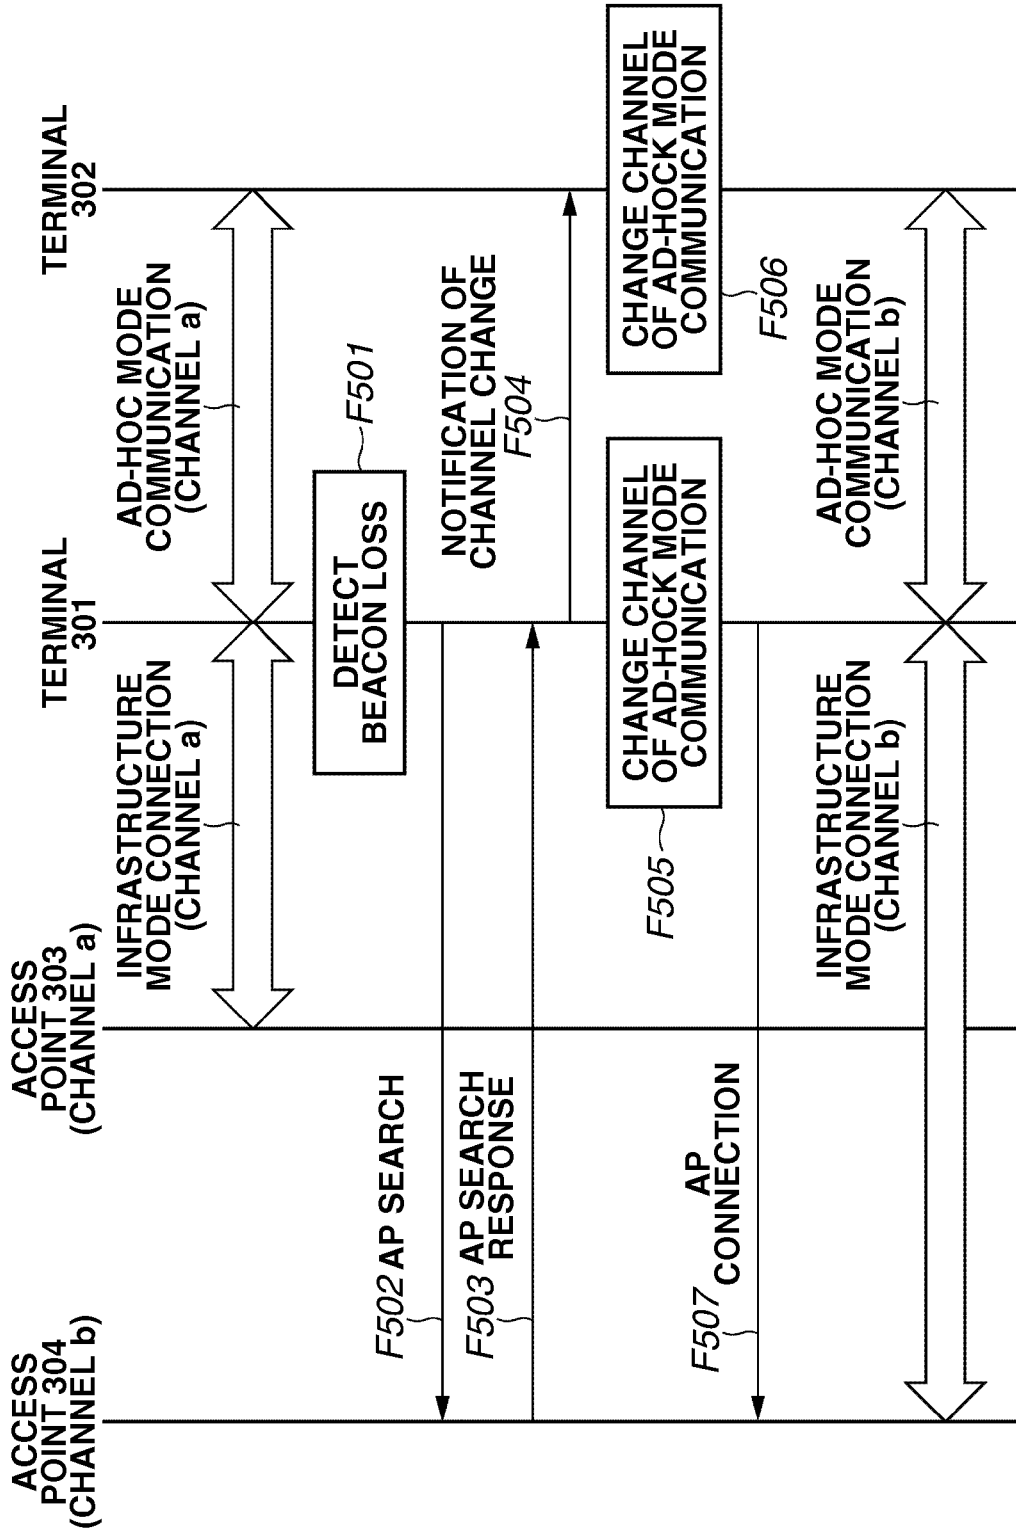 ACCESS
POINT 304
(CHANNEL b)
ACCESS
POINT 303
(CHANNEL a)
TERMINAL
301
TERMINAL
302
INFRASTRUCTURE
MODE CONNECTION
(CHANNEL a)
AD-HOC MODE
COMMUNICATION
(CHANNEL a)
DETECT
BEACON LOSS
F501
F502 AP SEARCH
F503 AP SEARCH
RESPONSE
NOTIFICATION OF
CHANNEL CHANGE
F504
CHANGE CHANNEL
OF AD-HOCK MODE
COMMUNICATION
F505
CHANGE CHANNEL
OF AD-HOCK MODE
COMMUNICATION
F506
F507
AP
CONNECTION
INFRASTRUCTURE
MODE CONNECTION
(CHANNEL b)
AD-HOC MODE
COMMUNICATION
(CHANNEL b)